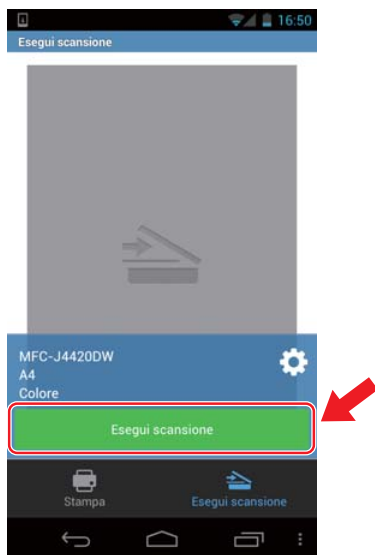 16:50
Esegui scansione
MFC-J4420DW
A4
Colore
Esegui scansione
Stampa
Esegui scansione